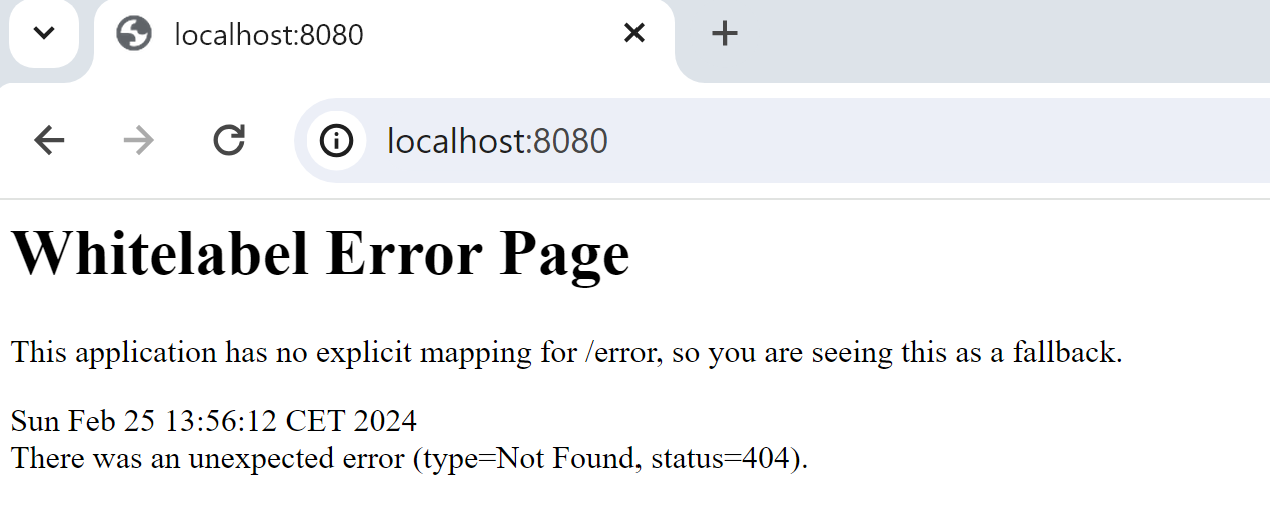 localhost:8080
localhost:8080
Whitelabel Error Page
This application has no explicit mapping for /error, so you are seeing this as a fallback.
Sun Feb 25 13:56:12 CET 2024
There was an unexpected error (type=Not Found, status=404).